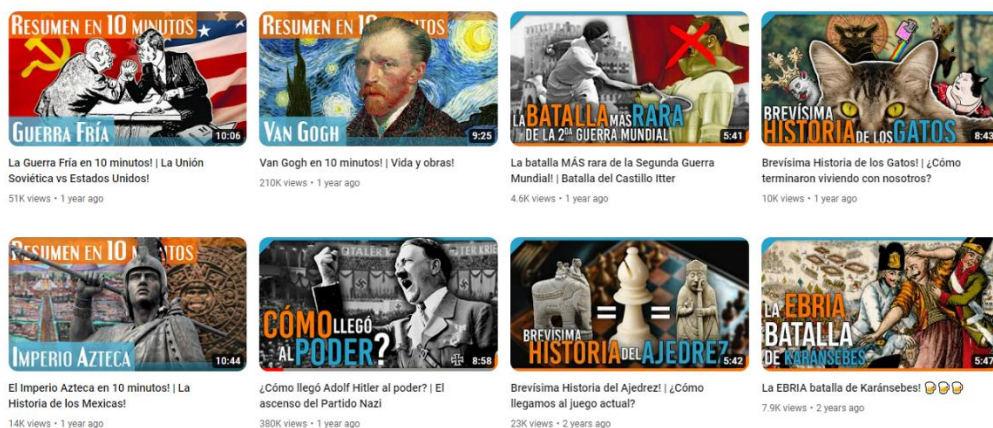 RESUMEN EN 10 MINUTOS
GUERRA FRÍA
10:06
La Guerra Fría en 10 minutos! | La Unión
Soviética vs Estados Unidos!
51K views • 1 year ago
RESUMEN EN 10 MINUTOS
VAN GOGH
9:25
Van Gogh en 10 minutos! | Vida y obras!
210K views • 1 year ago
LA BATALLA MÁS RARA
DE LA 2DA GUERRA MUNDIAL
5:41
La batalla MÁS rara de la Segunda Guerra
Mundial! | Batalla del Castillo Itter
4.6K views • 1 year ago
BREVÍSIMA
HISTORIA DE LOS GATOS
8:43
Brevísima Historia de los Gatos! | ¿Cómo
terminaron viviendo con nosotros?
10K views • 1 year ago
RESUMEN EN 10 MINUTOS
IMPERIO AZTECA
10:44
El Imperio Azteca en 10 minutos! | La
Historia de los Mexicas!
14K views • 1 year ago
CÓMO LLEGÓ
AL PODER?
8:58
¿Cómo llegó Adolf Hitler al poder? | El
ascenso del Partido Nazi
380K views • 1 year ago
BREVÍSIMA
HISTORIA DEL AJEDREZ
5:42
Brevísima Historia del Ajedrez! | ¿Cómo
llegamos al juego actual?
23K views • 2 years ago
LA EBRIA
BATALLA
DE KARÁNSEBES
5:47
La EBRIA batalla de Karánsebes! 🍺🍺🍺
7.9K views • 2 years ago